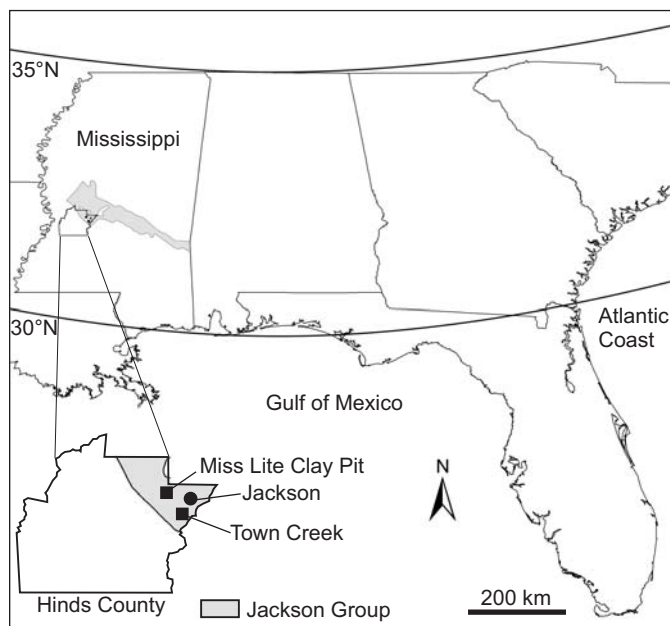 35°N
Mississippi
30°N
Atlantic
Coast
Gulf of Mexico
N
Miss Lite Clay Pit
Jackson
Town Creek
Hinds County
Jackson Group
200 km